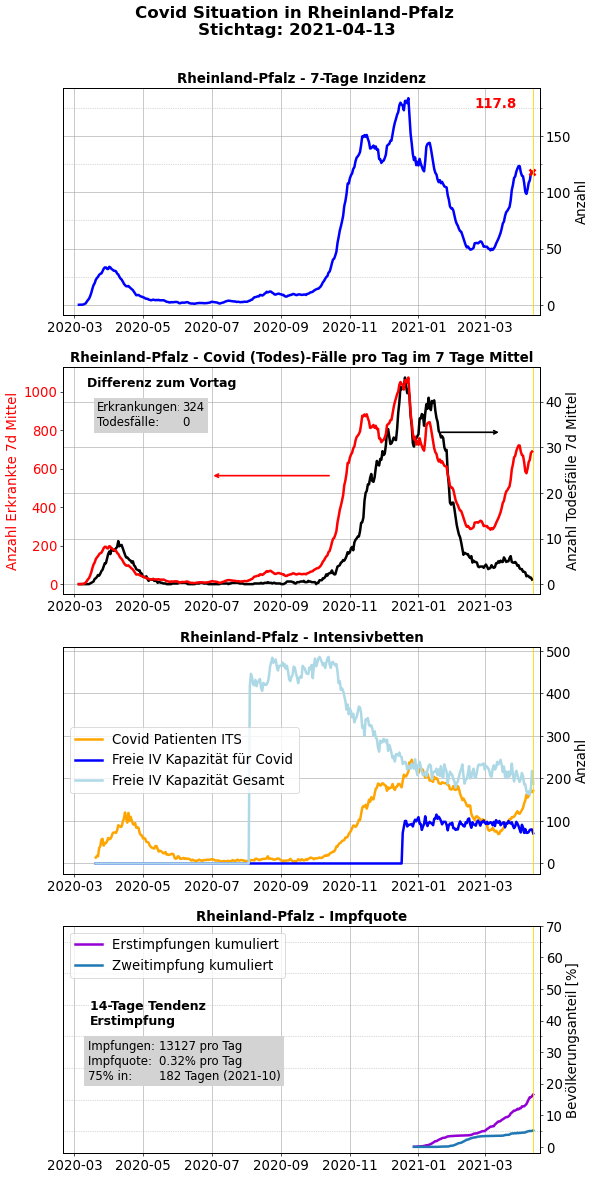 Covid Situation in Rheinland-Pfalz
Stichtag: 2021-04-13
Rheinland-Pfalz - 7-Tage Inzidenz
117.8
150
100
50
0
Anzahl
2020-03 2020-05 2020-07 2020-09 2020-11 2021-01 2021-03
Rheinland-Pfalz - Covid (Todes)-Fälle pro Tag im 7 Tage Mittel
Differenz zum Vortag
Erkrankungen: 324
Todesfälle: 0
1000
800
600
400
200
0
Anzahl Erkrankte 7d Mittel
40
30
20
10
0
Anzahl Todesfälle 7d Mittel
2020-03 2020-05 2020-07 2020-09 2020-11 2021-01 2021-03
Rheinland-Pfalz - Intensivbetten
Covid Patienten ITS
Freie IV Kapazität für Covid
Freie IV Kapazität Gesamt
500
400
300
200
100
0
Anzahl
2020-03 2020-05 2020-07 2020-09 2020-11 2021-01 2021-03
Rheinland-Pfalz - Impfquote
Erstimpfungen kumuliert
Zweitimpfung kumuliert
14-Tage Tendenz
Erstimpfung
Impfungen: 13127 pro Tag
Impfquote: 0.32% pro Tag
75% in: 182 Tagen (2021-10)
70
60
50
40
30
20
10
0
Bevölkerungsanteil [%]
2020-03 2020-05 2020-07 2020-09 2020-11 2021-01 2021-03